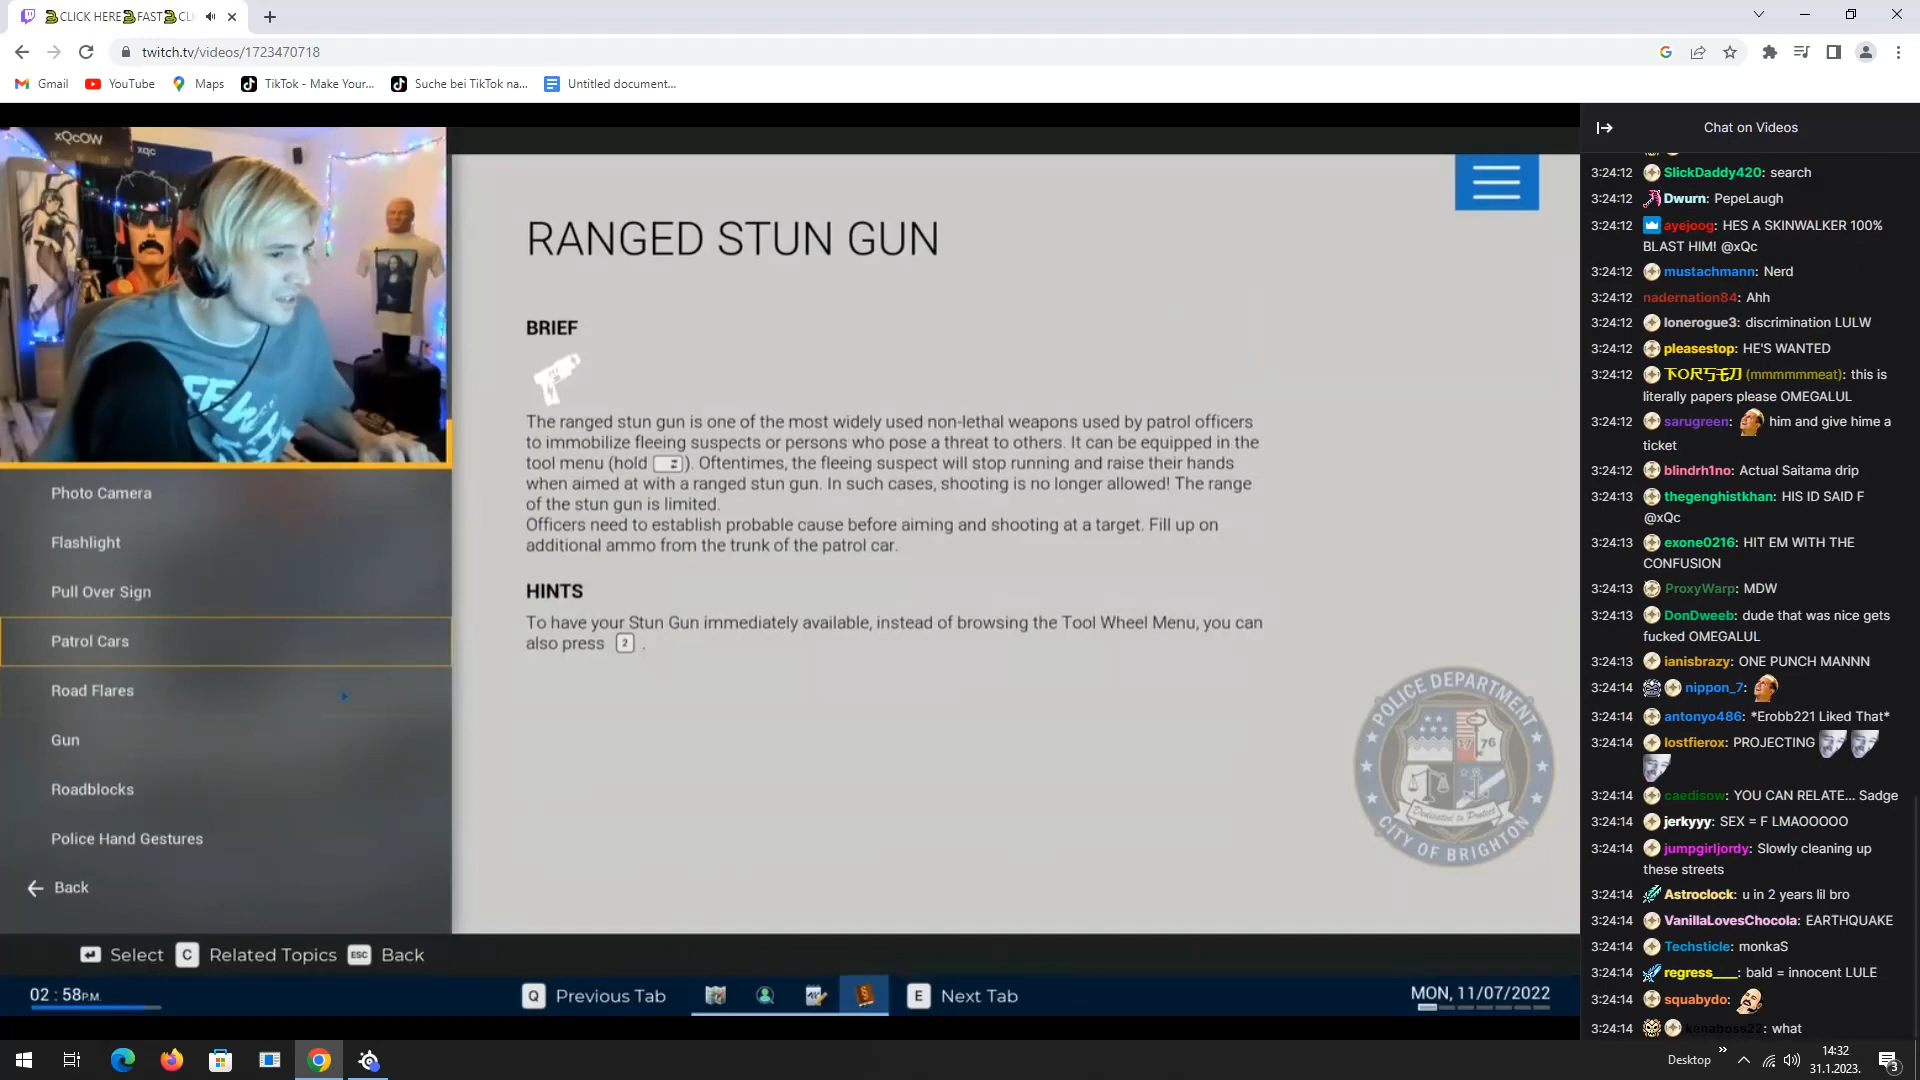 CLICK HERE FAST CLI
twitch.tv/videos/1723470718
Gmail
YouTube
Maps
TikTok - Make Your...
Suche bei TikTok na...
Untitled document...
xQcOW
xqc
RANGED STUN GUN
BRIEF
The ranged stun gun is one of the most widely used non-lethal weapons used by patrol officers
to immobilize fleeing suspects or persons who pose a threat to others. It can be equipped in the
tool menu (hold ). Oftentimes, the fleeing suspect will stop running and raise their hands
when aimed at with a ranged stun gun. In such cases, shooting is no longer allowed! The range
of the stun gun is limited.
Officers need to establish probable cause before aiming and shooting at a target. Fill up on
additional ammo from the trunk of the patrol car.
HINTS
To have your Stun Gun immediately available, instead of browsing the Tool Wheel Menu, you can
also press 2 .
POLICE DEPARTMENT
17 76
Dedicated to Protect
CITY OF BRIGHTON
Photo Camera
Flashlight
Pull Over Sign
Patrol Cars
Road Flares
Gun
Roadblocks
Police Hand Gestures
Back
Select C Related Topics ESC Back
02 : 58 P.M.
Q Previous Tab
E Next Tab
MON, 11/07/2022
Chat on Videos
3:24:12 SlickDaddy420: search
3:24:12 Dwurn: PepeLaugh
3:24:12 ayejoog: HES A SKINWALKER 100%
BLAST HIM! @xQc
3:24:12 mustachmann: Nerd
3:24:12 nadernation84: Ahh
3:24:12 lonerogue3: discrimination LULW
3:24:12 pleasestop: HE'S WANTED
3:24:12 (mmmmmmeat): this is
literally papers please OMEGALUL
3:24:12 sarugreen: him and give hime a
ticket
3:24:12 blindrh1no: Actual Saitama drip
3:24:13 thegenghistkhan: HIS ID SAID F
@xQc
3:24:13 exone0216: HIT EM WITH THE
CONFUSION
3:24:13 ProxyWarp: MDW
3:24:13 DonDweeb: dude that was nice gets
fucked OMEGALUL
3:24:13 ianisbrazy: ONE PUNCH MANNN
3:24:14 nippon_7:
3:24:14 antonyo486: *Erobb221 Liked That*
3:24:14 lostfierox: PROJECTING
3:24:14 caedisow: YOU CAN RELATE... Sadge
3:24:14 jerkyyy: SEX = F LMAOOOOO
3:24:14 jumpgirljordy: Slowly cleaning up
these streets
3:24:14 Astroclock: u in 2 years lil bro
3:24:14 VanillaLovesChocola: EARTHQUAKE
3:24:14 Techsticle: monkaS
3:24:14 regress____: bald = innocent LULE
3:24:14 squabydo:
3:24:14 kenabose22: what
Desktop
14:32
31.1.2023.
3